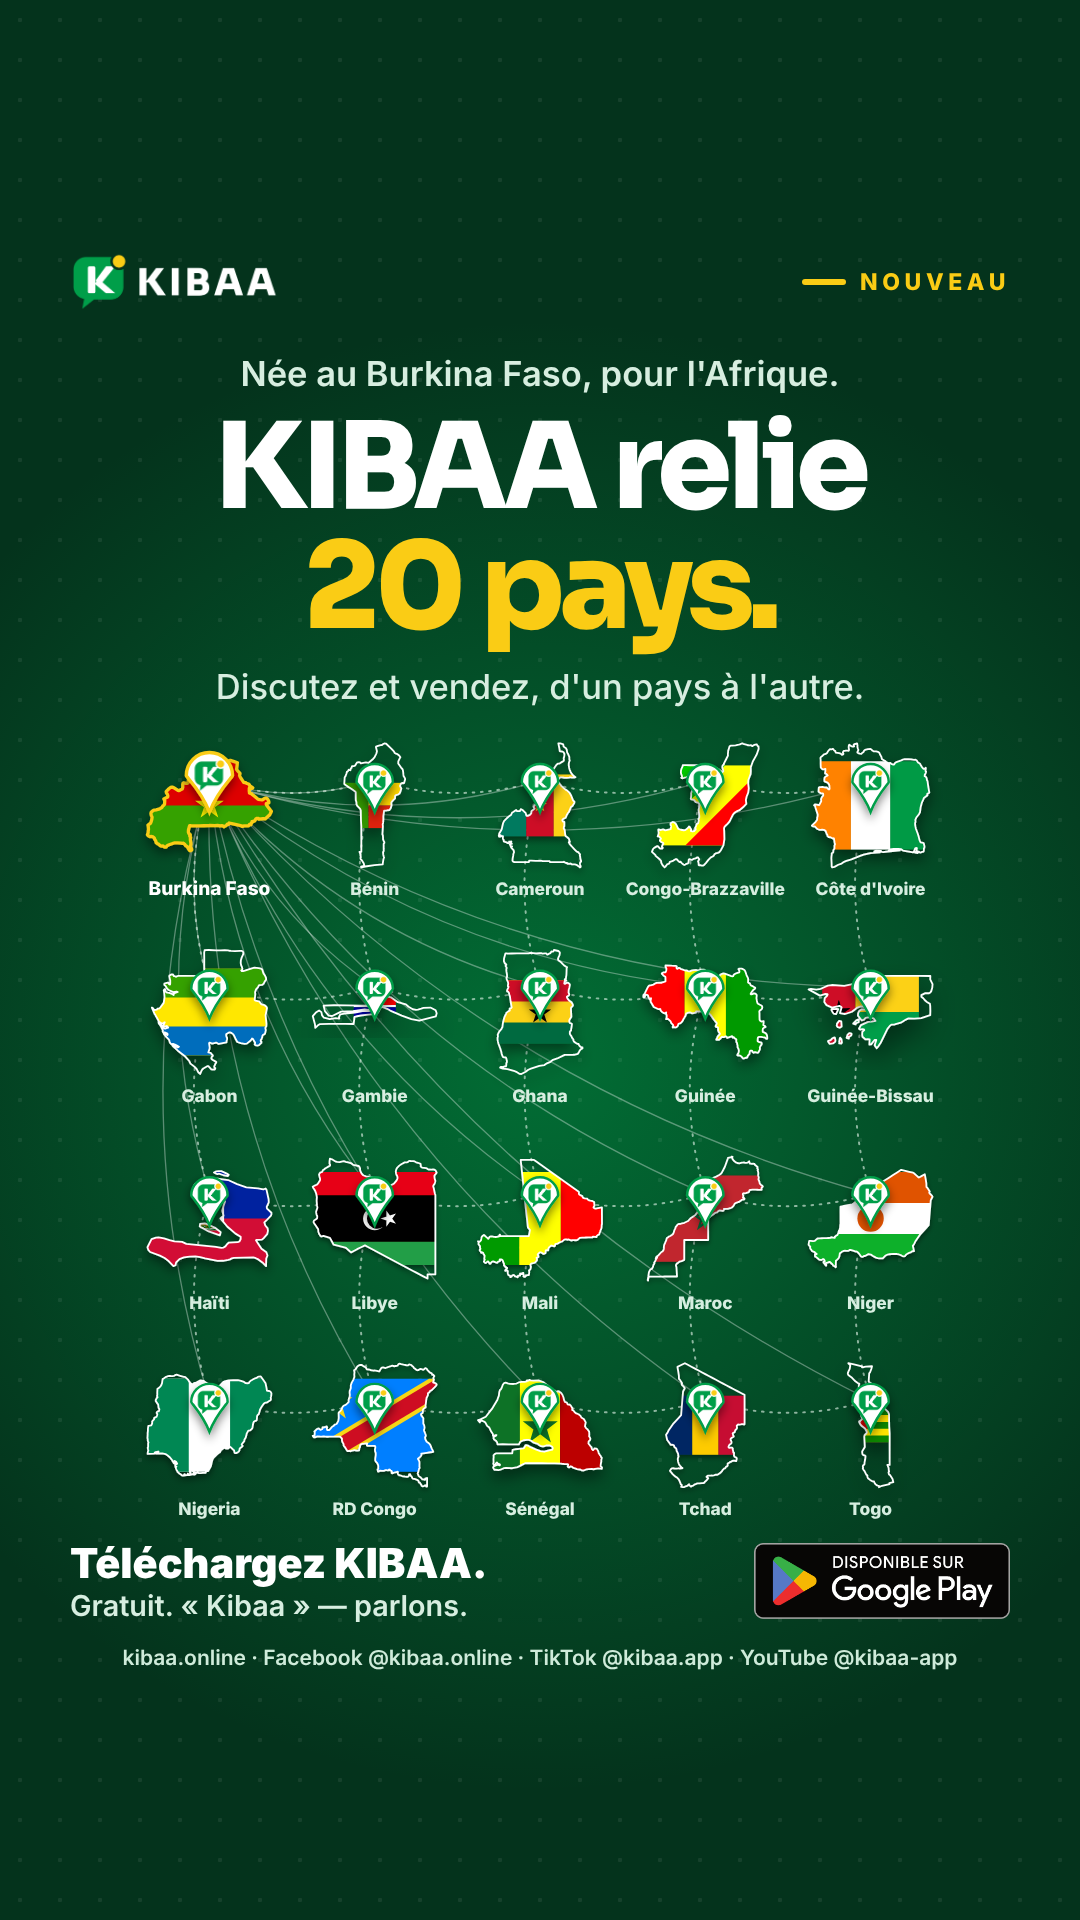 KIBAA
NOUVEAU
Née au Burkina Faso, pour l'Afrique.
KIBAA relie
20 pays.
Discutez et vendez, d'un pays à l'autre.
Burkina Faso
Bénin
Cameroun
Congo-Brazzaville
Côte d'Ivoire
Gabon
Gambie
Ghana
Guinée
Guinée-Bissau
Haïti
Libye
Mali
Maroc
Niger
Nigeria
RD Congo
Sénégal
Tchad
Togo
Téléchargez KIBAA.
Gratuit. « Kibaa » — parlons.
DISPONIBLE SUR
Google Play
kibaa.online · Facebook @kibaa.online · TikTok @kibaa.app · YouTube @kibaa-app